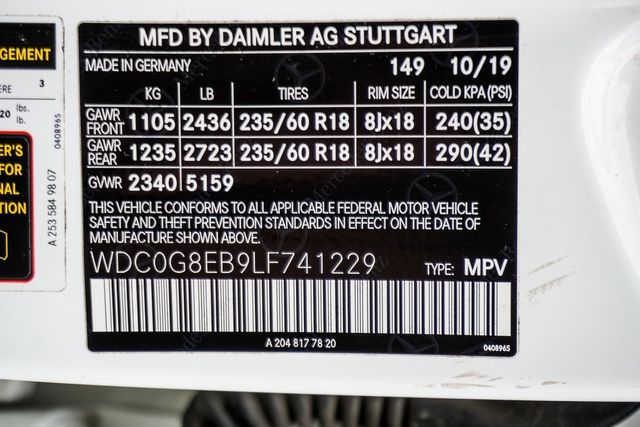 GEMENT
3
lbs.
lb.
0408965
A 253 584 98 07
MFD BY DAIMLER AG STUTTGART
MADE IN GERMANY 149 10/19
KG LB TIRES RIM SIZE COLD KPA(PSI)
GAWR FRONT 1105 2436 235/60 R18 8Jx18 240(35)
GAWR REAR 1235 2723 235/60 R18 8Jx18 290(42)
GVWR 2340 5159
THIS VEHICLE CONFORMS TO ALL APPLICABLE FEDERAL MOTOR VEHICLE
SAFETY AND THEFT PREVENTION STANDARDS IN EFFECT ON THE DATE OF
MANUFACTURE SHOWN ABOVE.
WDC0G8EB9LF741229 TYPE: MPV
A 204 817 78 20
0408965